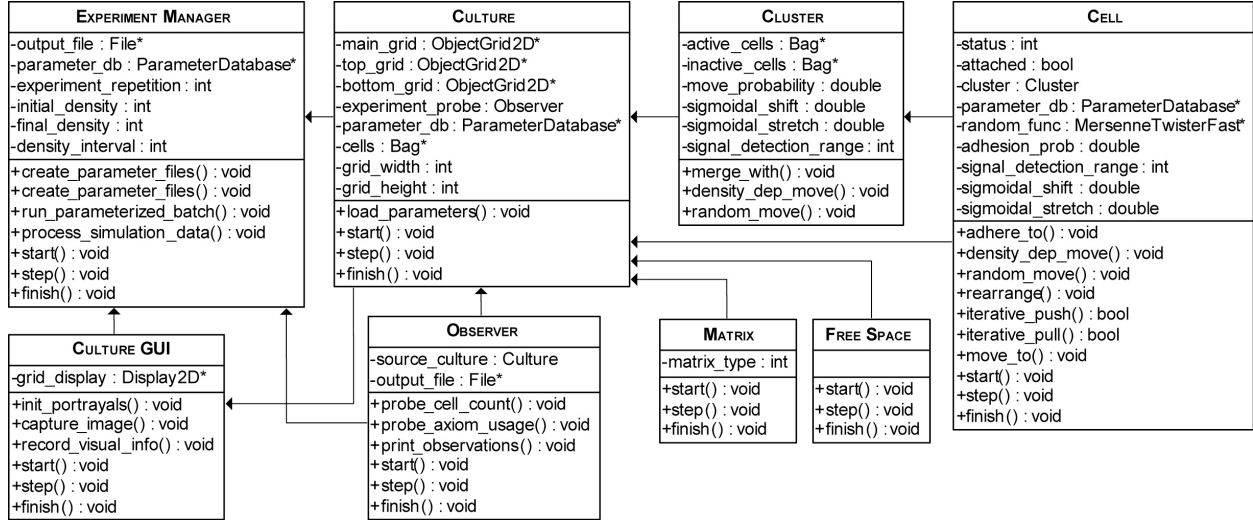 EXPERIMENT MANAGER
-output_file : File*
-parameter_db : ParameterDatabase*
-experiment_repetition : int
-initial_density : int
-final_density : int
-density_interval : int
+create_parameter_files() : void
+create_parameter_files() : void
+run_parameterized_batch() : void
+process_simulation_data() : void
+start() : void
+step() : void
+finish() : void
CULTURE
-main_grid : ObjectGrid2D*
-top_grid : ObjectGrid2D*
-bottom_grid : ObjectGrid2D*
-experiment_probe : Observer
-parameter_db : ParameterDatabase*
-cells : Bag*
-grid_width : int
-grid_height : int
+load_parameters() : void
+start() : void
+step() : void
+finish() : void
CLUSTER
-active_cells : Bag*
-inactive_cells : Bag*
-move_probability : double
-sigmoidal_shift : double
-sigmoidal_stretch : double
-signal_detection_range : int
+merge_with() : void
+density_dep_move() : void
+random_move() : void
CELL
-status : int
-attached : bool
-cluster : Cluster
-parameter_db : ParameterDatabase*
-random_func : MersenneTwisterFast*
-adhesion_prob : double
-signal_detection_range : int
-sigmoidal_shift : double
-sigmoidal_stretch : double
+adhere_to() : void
+density_dep_move() : void
+random_move() : void
+rearrange() : void
+iterative_push() : bool
+iterative_pull() : bool
+move_to() : void
+start() : void
+step() : void
+finish() : void
CULTURE GUI
-grid_display : Display2D*
+init_portrayals() : void
+capture_image() : void
+record_visual_info() : void
+start() : void
+step() : void
+finish() : void
OBSERVER
-source_culture : Culture
-output_file : File*
+probe_cell_count() : void
+probe_axiom_usage() : void
+print_observations() : void
+start() : void
+step() : void
+finish() : void
MATRIX
-matrix_type : int
+start() : void
+step() : void
+finish() : void
FREE SPACE
+start() : void
+step() : void
+finish() : void